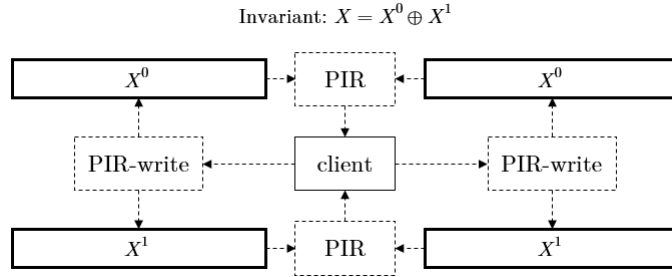 Invariant: X = X⁰ ⊕ X¹
X⁰ PIR X⁰
PIR-write client PIR-write
X¹ PIR X¹